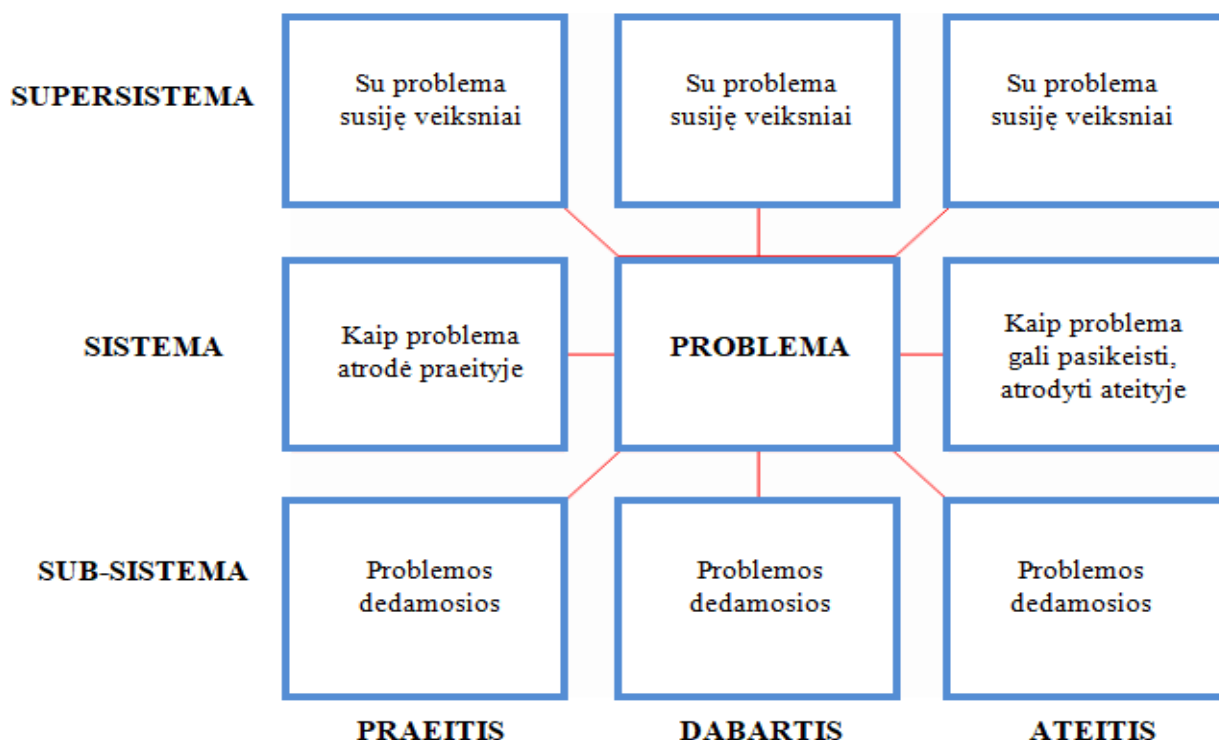 SUPERSISTEMA
Su problema
susiję veiksniai
Su problema
susiję veiksniai
Su problema
susiję veiksniai
SISTEMA
Kaip problema
atrodė praeityje
PROBLEMA
Kaip problema
gali pasikeisti,
atrodyti ateityje
SUB-SISTEMA
Problemos
dedamosios
Problemos
dedamosios
Problemos
dedamosios
PRAEITIS
DABARTIS
ATEITIS